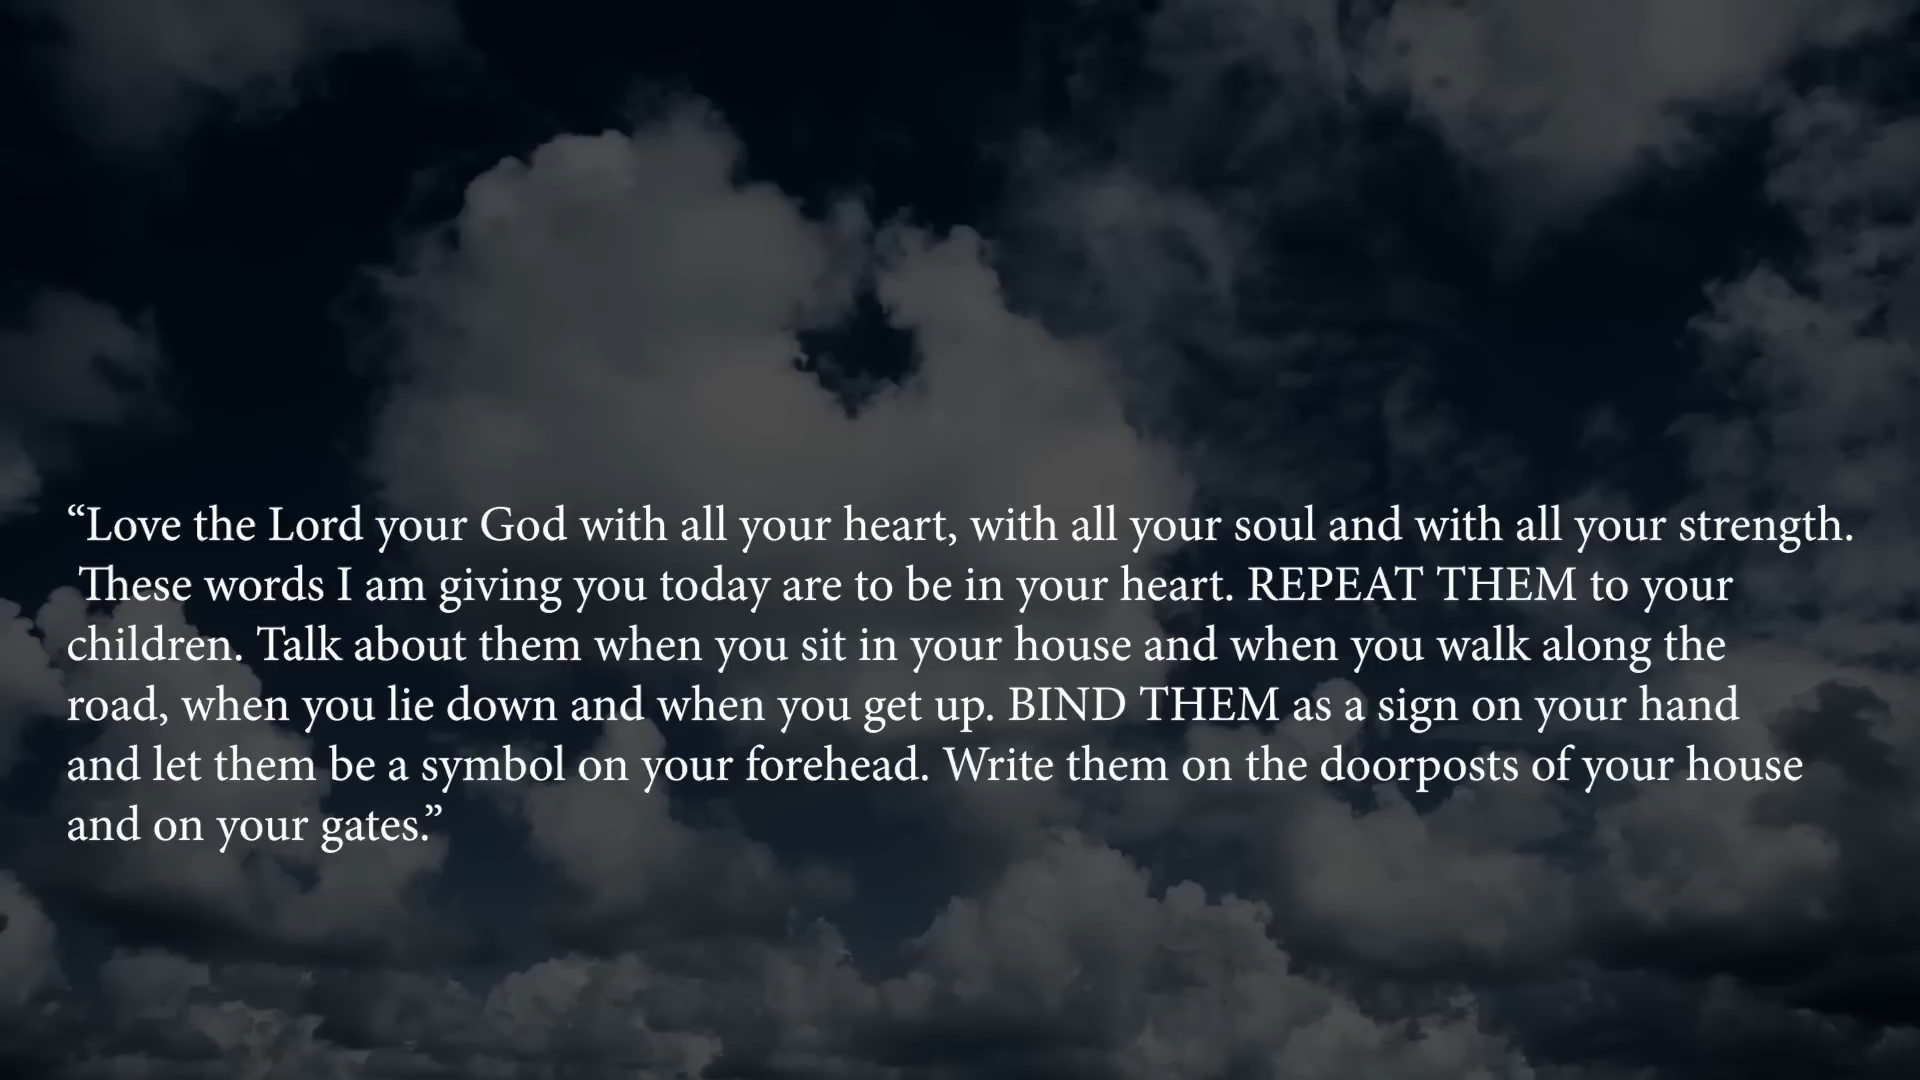 “Love the Lord your God with all your heart, with all your soul and with all your strength.
These words I am giving you today are to be in your heart. REPEAT THEM to your
children. Talk about them when you sit in your house and when you walk along the
road, when you lie down and when you get up. BIND THEM as a sign on your hand
and let them be a symbol on your forehead. Write them on the doorposts of your house
and on your gates.”